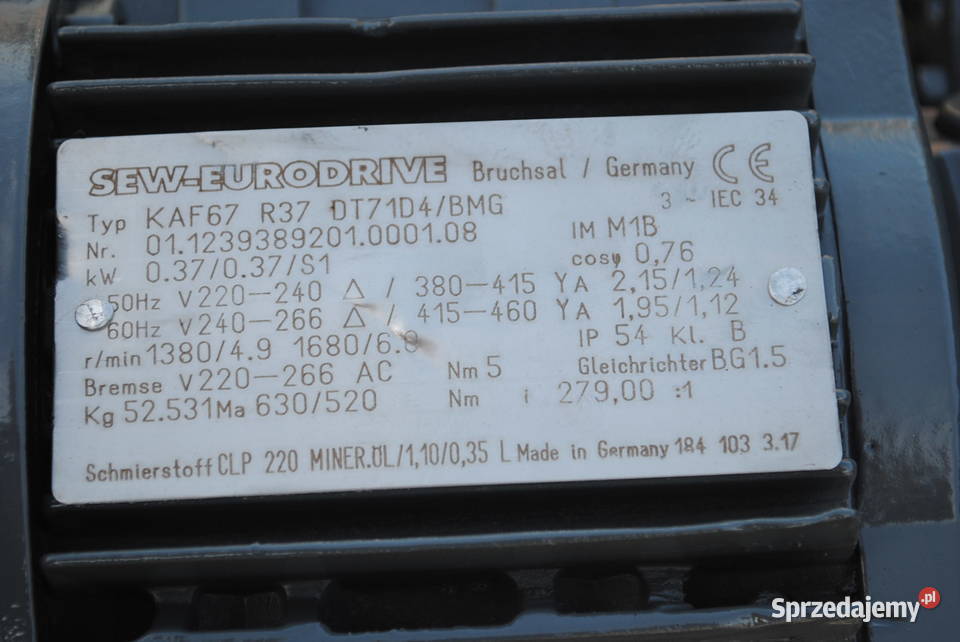 SEW-EURODRIVE Bruchsal / Germany CE
3 ~ IEC 34
Typ KAF67 R37 DT71D4/BMG
Nr. 01.1239389201.0001.08 IM M1B
kW 0.37/0.37/S1 cosφ 0,76
50Hz V220-240 Δ / 380-415 Y A 2,15/1,24
60Hz V240-266 Δ / 415-460 Y A 1,95/1,12
r/min 1380/4.9 1680/6.0 IP 54 Kl. B
Bremse V220-266 AC Nm 5 Gleichrichter B.G1.5
Kg 52.531 Ma 630/520 Nm i 279,00 :1
Schmierstoff CLP 220 MINER.ÖL/1,10/0,35 L Made in Germany 184 103 3.17
Sprzedajemy.pl